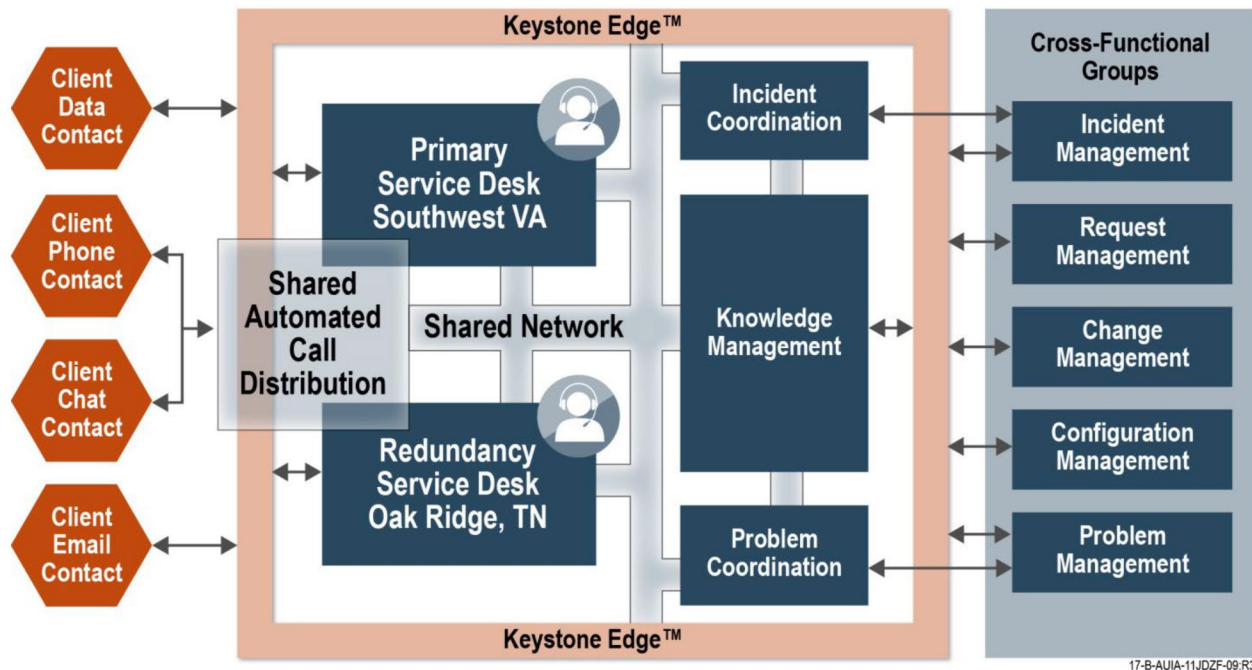 Keystone Edge™
Client
Data
Contact
Client
Phone
Contact
Client
Chat
Contact
Client
Email
Contact
Shared
Automated
Call
Distribution
Primary
Service Desk
Southwest VA
Shared Network
Redundancy
Service Desk
Oak Ridge, TN
Incident
Coordination
Knowledge
Management
Problem
Coordination
Keystone Edge™
Cross-Functional
Groups
Incident
Management
Request
Management
Change
Management
Configuration
Management
Problem
Management
17-B-AUIA-11JDZF-09:R3